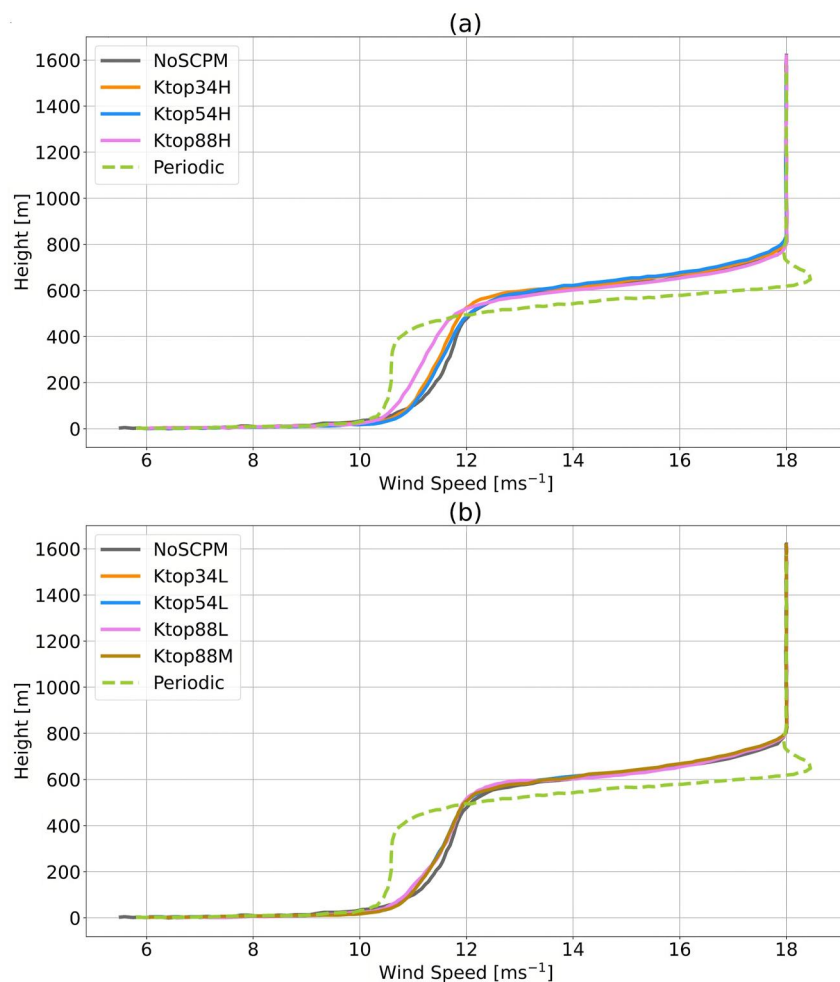 (a)
NoSCPM
Ktop34H
Ktop54H
Ktop88H
Periodic
1600
1400
1200
1000
800
600
400
200
0
Height [m]
6 8 10 12 14 16 18
Wind Speed [ms⁻¹]
(b)
NoSCPM
Ktop34L
Ktop54L
Ktop88L
Ktop88M
Periodic
1600
1400
1200
1000
800
600
400
200
0
Height [m]
6 8 10 12 14 16 18
Wind Speed [ms⁻¹]